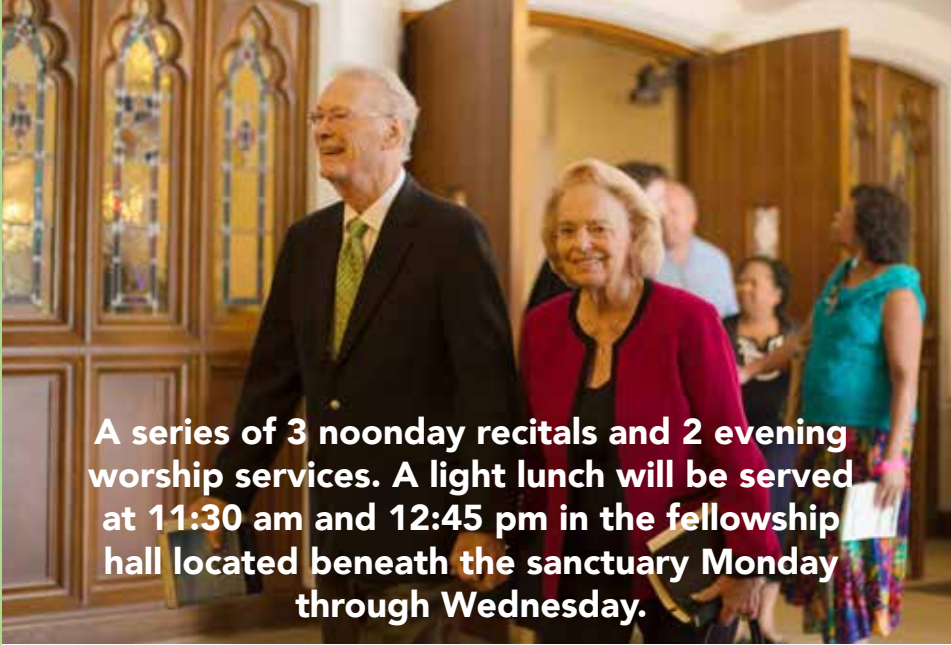 A series of 3 noonday recitals and 2 evening
worship services. A light lunch will be served
at 11:30 am and 12:45 pm in the fellowship
hall located beneath the sanctuary Monday
through Wednesday.